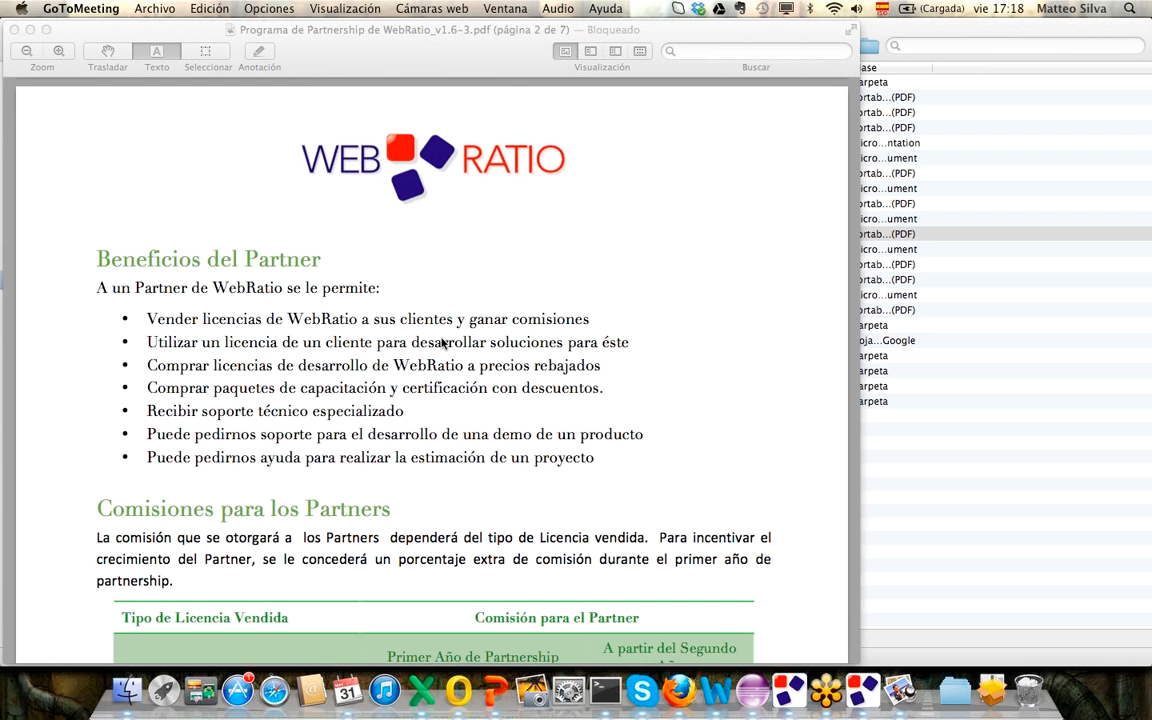 GoToMeeting Archivo Edición Opciones Visualización Cámaras web Ventana Audio Ayuda (Cargada) vie 17:18 Matteo Silva
Programa de Partnership de WebRatio_v1.6-3.pdf (página 2 de 7) — Bloqueado
Zoom Trasladar Texto Seleccionar Anotación Visualización Buscar
WEB RATIO
Beneficios del Partner
A un Partner de WebRatio se le permite:
• Vender licencias de WebRatio a sus clientes y ganar comisiones
• Utilizar un licencia de un cliente para desarrollar soluciones para éste
• Comprar licencias de desarrollo de WebRatio a precios rebajados
• Comprar paquetes de capacitación y certificación con descuentos.
• Recibir soporte técnico especializado
• Puede pedirnos soporte para el desarrollo de una demo de un producto
• Puede pedirnos ayuda para realizar la estimación de un proyecto
Comisiones para los Partners
La comisión que se otorgará a los Partners dependerá del tipo de Licencia vendida. Para incentivar el
crecimiento del Partner, se le concederá un porcentaje extra de comisión durante el primer año de
partnership.
Tipo de Licencia Vendida Comisión para el Partner
Primer Año de Partnership A partir del Segundo
ase
arpeta
ortab...(PDF)
ortab...(PDF)
ortab...(PDF)
icro...ntation
icro...ument
ortab...(PDF)
icro...ument
ortab...(PDF)
icro...ument
ortab...(PDF)
icro...ument
ortab...(PDF)
ortab...(PDF)
icro...ument
ortab...(PDF)
arpeta
oja...Google
arpeta
arpeta
arpeta
arpeta
31